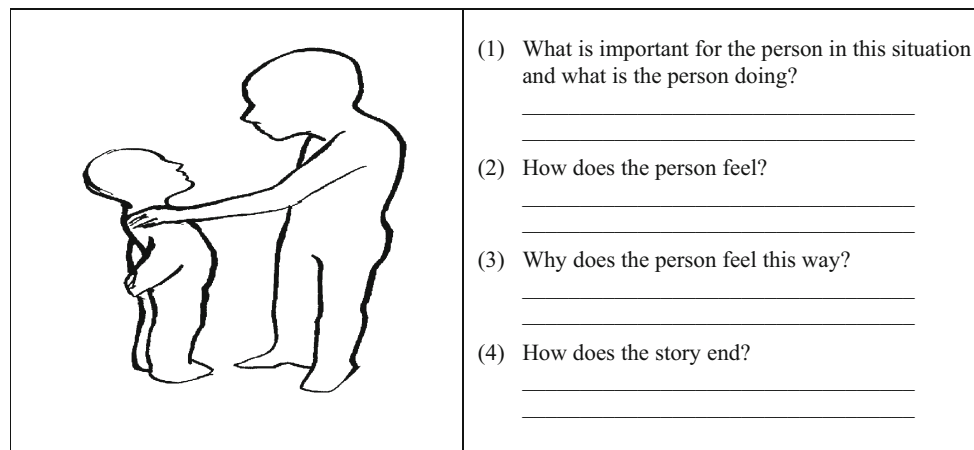 (1) What is important for the person in this situation
and what is the person doing?
(2) How does the person feel?
(3) Why does the person feel this way?
(4) How does the story end?